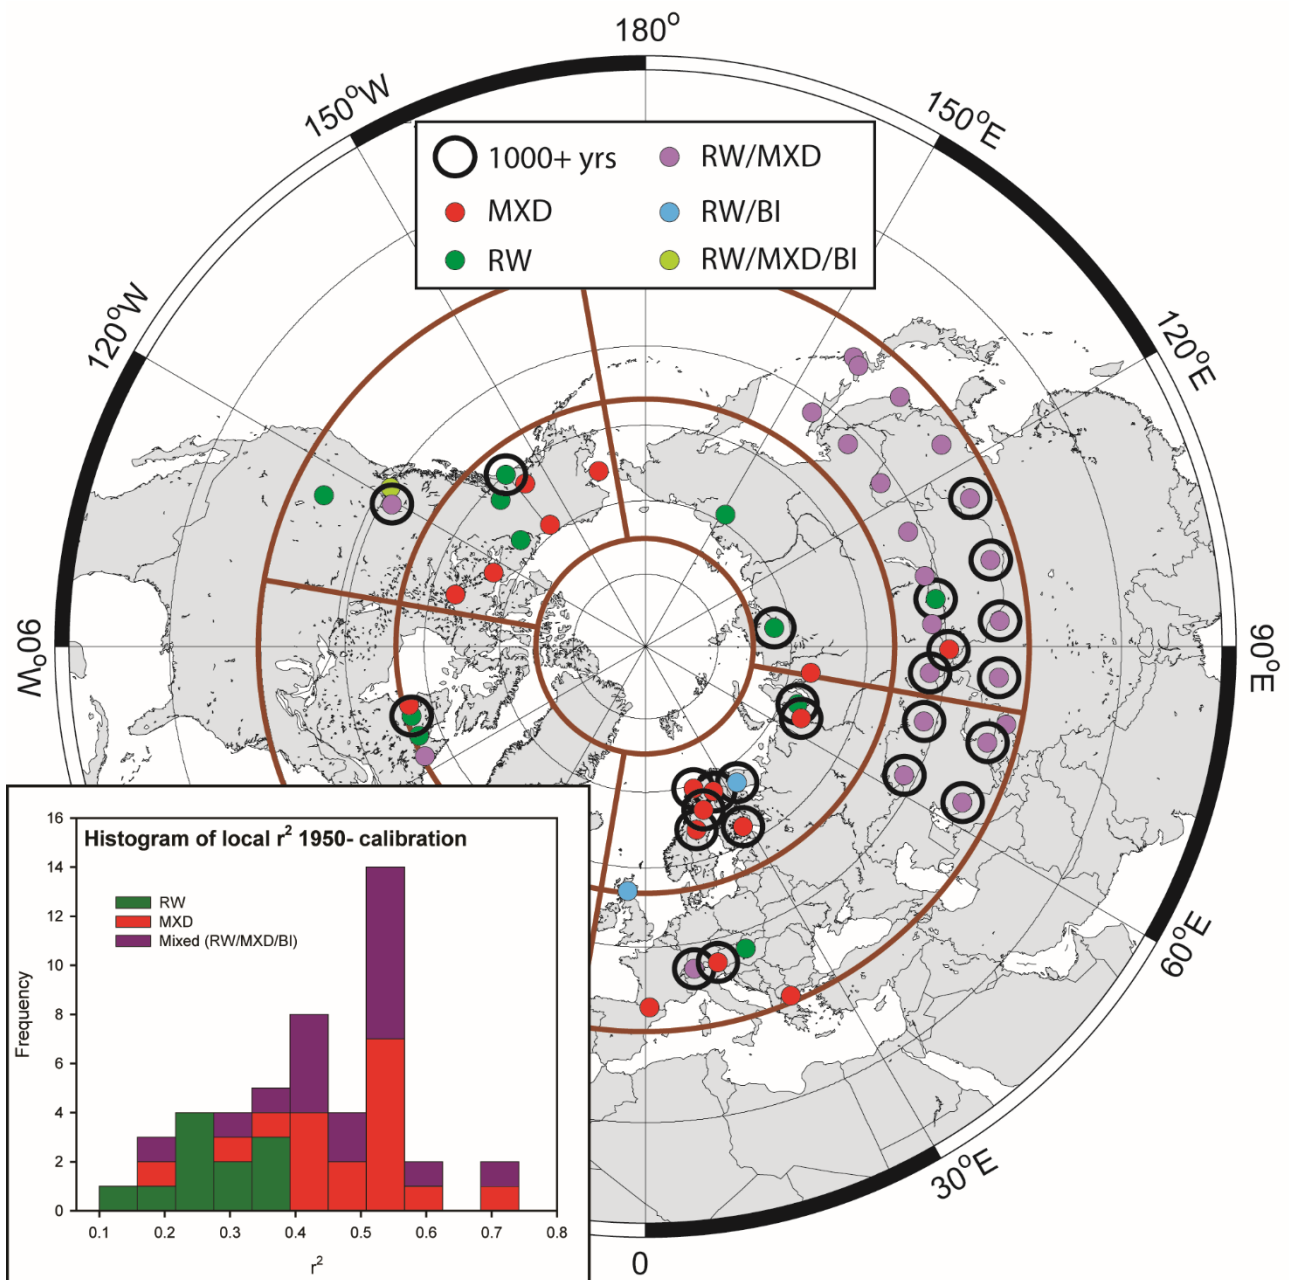 180°
150°W
150°E
1000+ yrs
RW/MXD
MXD
RW/BI
RW
RW/MXD/BI
120°W
120°E
90°W
90°E
60°E
30°E
0
Histogram of local r² 1950- calibration
RW
MXD
Mixed (RW/MXD/BI)
Frequency
16
14
12
10
8
6
4
2
0
0.1 0.2 0.3 0.4 0.5 0.6 0.7 0.8
r²